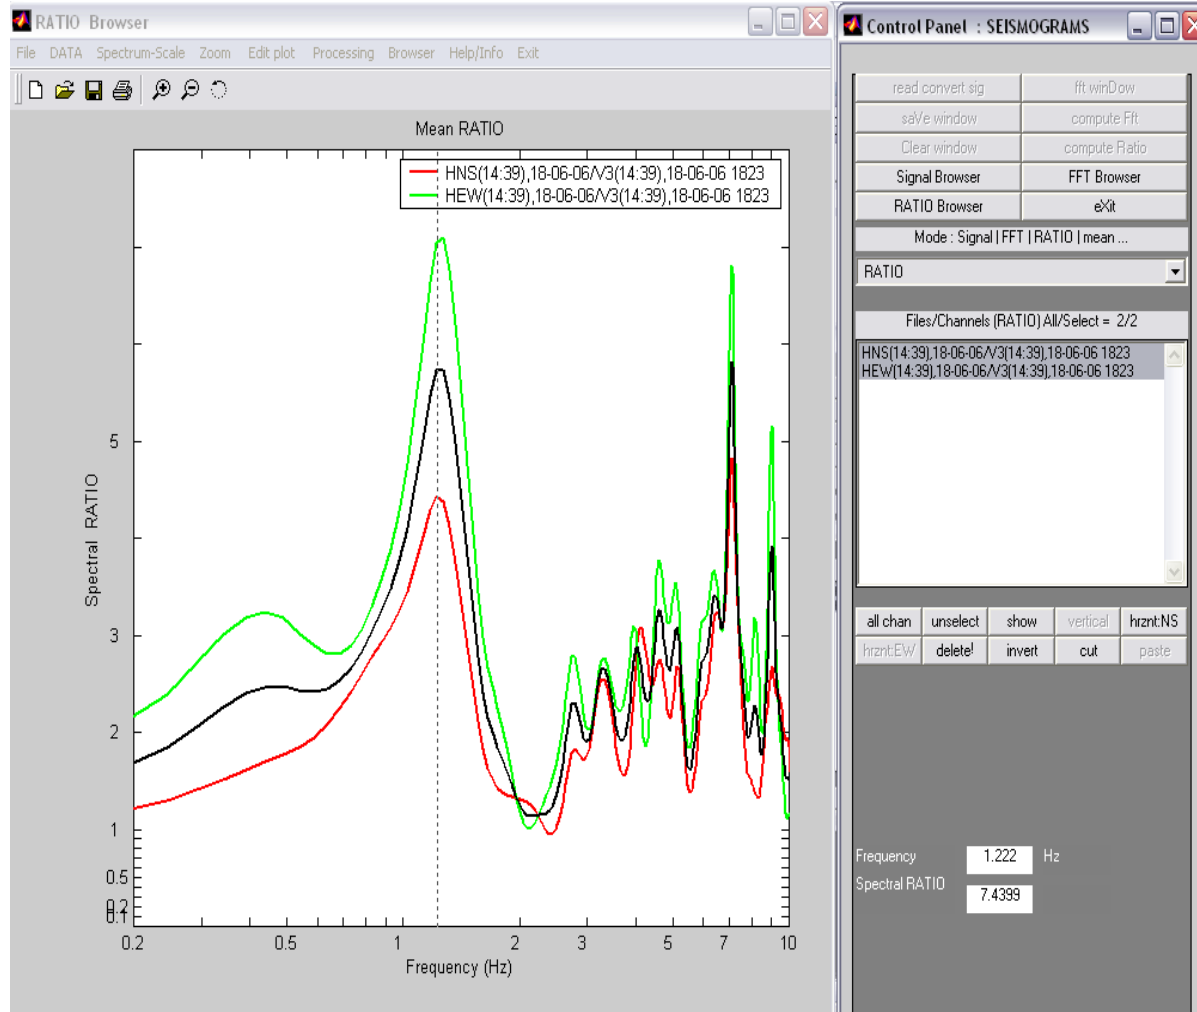 RATIO Browser
File DATA Spectrum-Scale Zoom Edit plot Processing Browser Help/Info Exit
Mean RATIO
HNS(14:39),18-06-06/V3(14:39),18-06-06 1823
HEW(14:39),18-06-06/V3(14:39),18-06-06 1823
Spectral RATIO
5
3
2
1
0.5
0.2
0.1
0.2 0.5 1 2 3 5 7 10
Frequency (Hz)
Control Panel : SEISMOGRAMS
read convert sig fft winDow
saVe window compute Fft
Clear window compute Ratio
Signal Browser FFT Browser
RATIO Browser eXit
Mode : Signal | FFT | RATIO | mean ...
RATIO
Files/Channels (RATIO) All/Select = 2/2
HNS(14:39),18-06-06/V3(14:39),18-06-06 1823
HEW(14:39),18-06-06/V3(14:39),18-06-06 1823
all chan unselect show vertical hrznt:NS
hrznt:EW delete! invert cut paste
Frequency 1.222 Hz
Spectral RATIO 7.4399